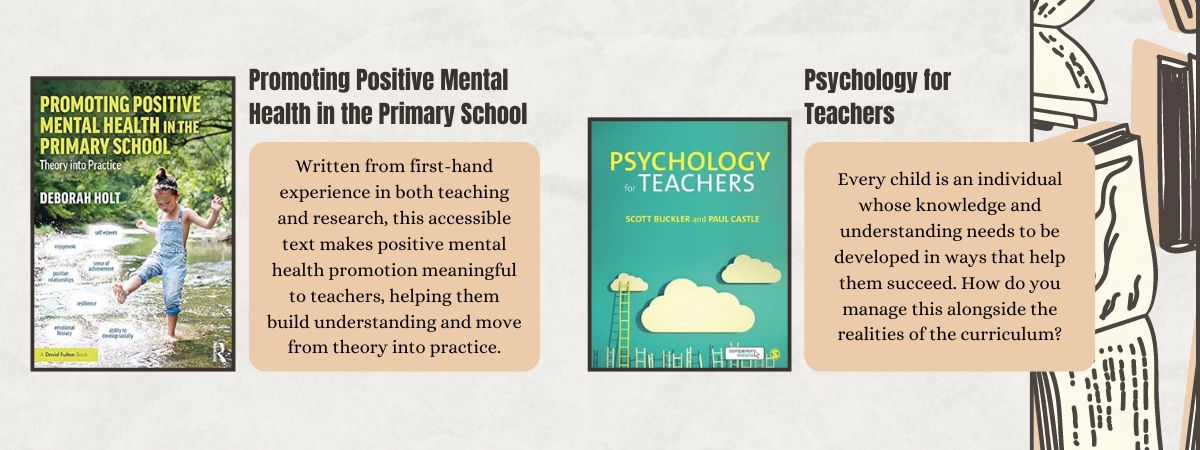 Promoting Positive Mental
Health in the Primary School
PROMOTING POSITIVE
MENTAL HEALTH IN THE
PRIMARY SCHOOL
Theory into Practice
DEBORAH HOLT
self esteem
enjoyment
sense of
achievement
positive
relationships
resilience
emotional
literacy
ability to
develop socially
A David Fulton Book
R
Written from first-hand
experience in both teaching
and research, this accessible
text makes positive mental
health promotion meaningful
to teachers, helping them
build understanding and move
from theory into practice.
Psychology for
Teachers
PSYCHOLOGY
for TEACHERS
SCOTT BUCKLER and PAUL CASTLE
companion
website
S
Every child is an individual
whose knowledge and
understanding needs to be
developed in ways that help
them succeed. How do you
manage this alongside the
realities of the curriculum?